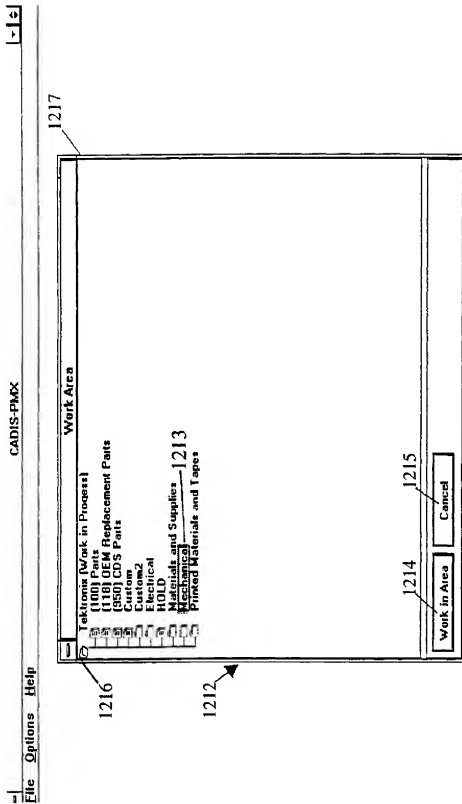 CADIS-PMX
File Options Help
Work Area
1217
1216
Tektronix (Work in Progess)
(100) Parts
(118) OEM Replacement Parts
(950) CDS Parts
Custom
Custom2
Electrical
HOLD
Materials and Supplies
Mechanical 1213
Printed Materials and Tapes
1212
1214
1215
Work in Area
Cancel